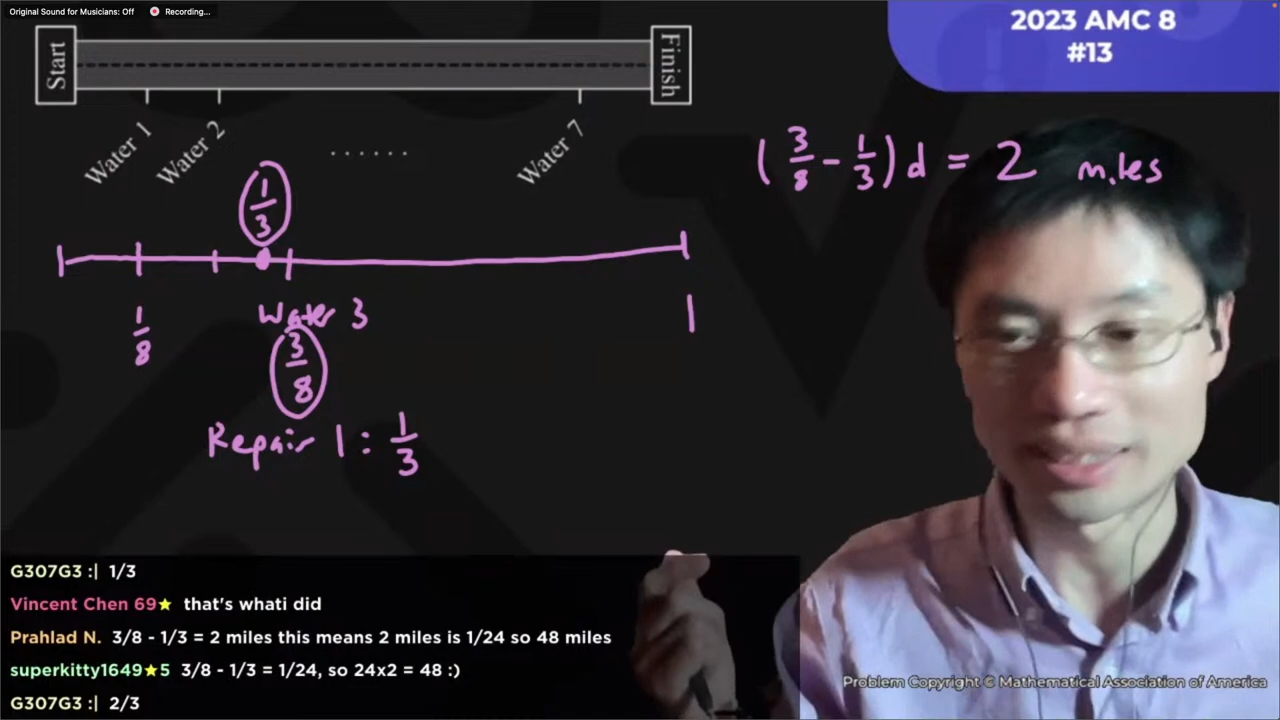 Original Sound for Musicians: Off
Recording...
2023 AMC 8
#13
Start
Finish
Water 1
Water 2
......
Water 7
(3/8 - 1/3) d = 2 miles
1/3
1/8
Water 3
3/8
1
Repair 1 : 1/3
G307G3 :| 1/3
Vincent Chen 69★ that's whati did
Prahlad N. 3/8 - 1/3 = 2 miles this means 2 miles is 1/24 so 48 miles
superkitty1649★5 3/8 - 1/3 = 1/24, so 24x2 = 48 :)
G307G3 :| 2/3
Problem Copyright © Mathematical Association of America